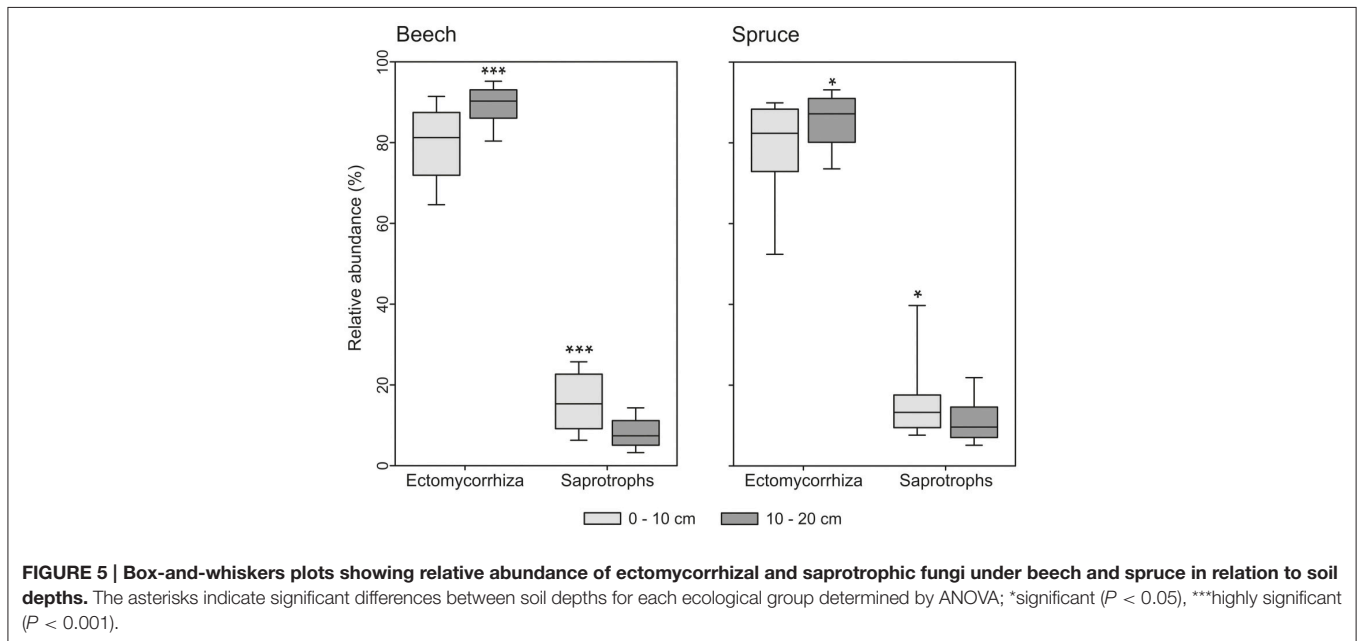 Beech
Spruce
Relative abundance (%)
100
80
60
40
20
0
***
***
*
*
Ectomycorrhiza
Saprotrophs
Ectomycorrhiza
Saprotrophs
0 - 10 cm
10 - 20 cm
FIGURE 5 | Box-and-whiskers plots showing relative abundance of ectomycorrhizal and saprotrophic fungi under beech and spruce in relation to soil
depths. The asterisks indicate significant differences between soil depths for each ecological group determined by ANOVA; *significant (P < 0.05), ***highly significant
(P < 0.001).